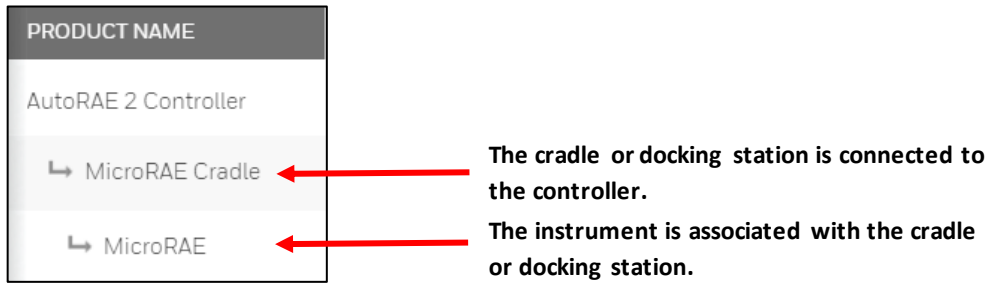 PRODUCT NAME
AutoRAE 2 Controller
MicroRAE Cradle
The cradle or docking station is connected to
the controller.
MicroRAE
The instrument is associated with the cradle
or docking station.